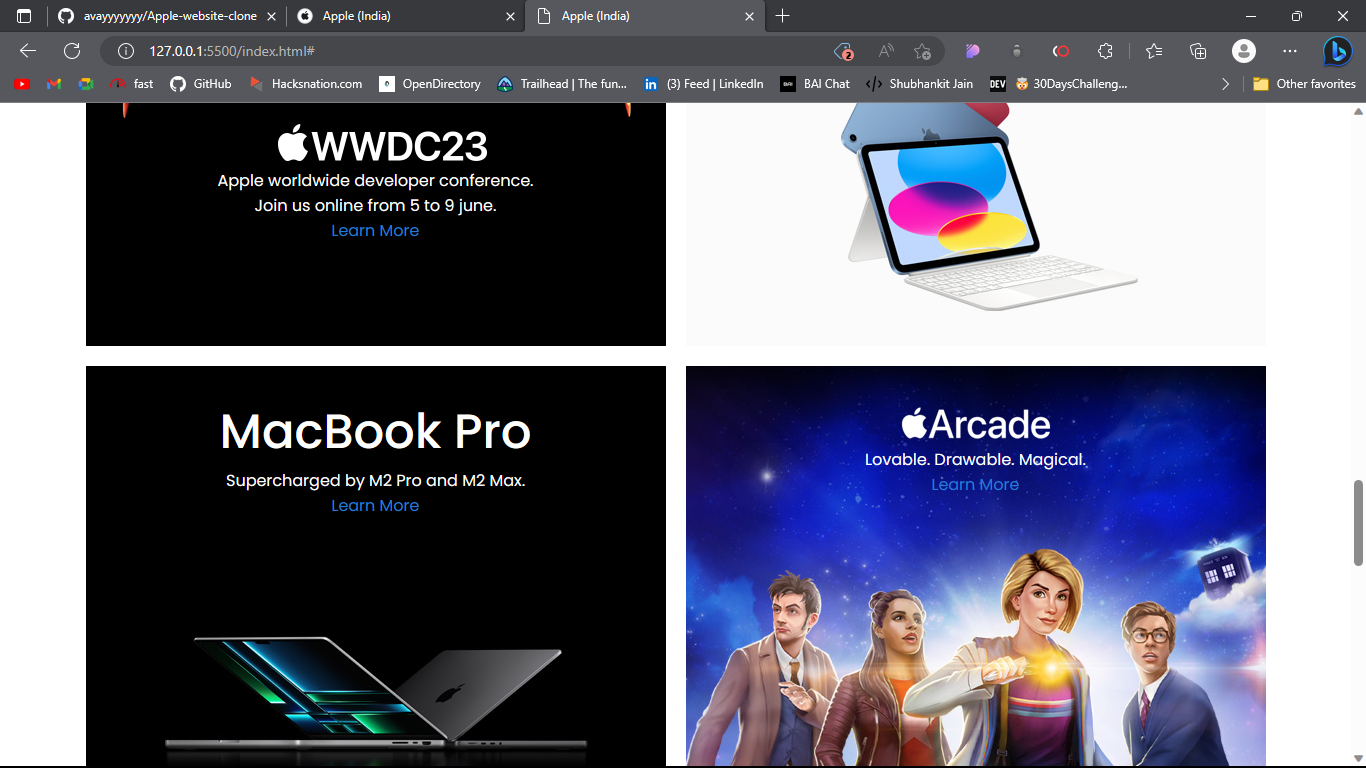 avayyyyyyy/Apple-website-clone
Apple (India)
Apple (India)
127.0.0.1:5500/index.html#
2
fast
GitHub
Hacksnation.com
OpenDirectory
Trailhead | The fun...
(3) Feed | LinkedIn
BAI
BAI Chat
Shubhankit Jain
DEV
30DaysChalleng...
Other favorites
WWDC23
Apple worldwide developer conference.
Join us online from 5 to 9 june.
Learn More
MacBook Pro
Supercharged by M2 Pro and M2 Max.
Learn More
Arcade
Lovable. Drawable. Magical.
Learn More